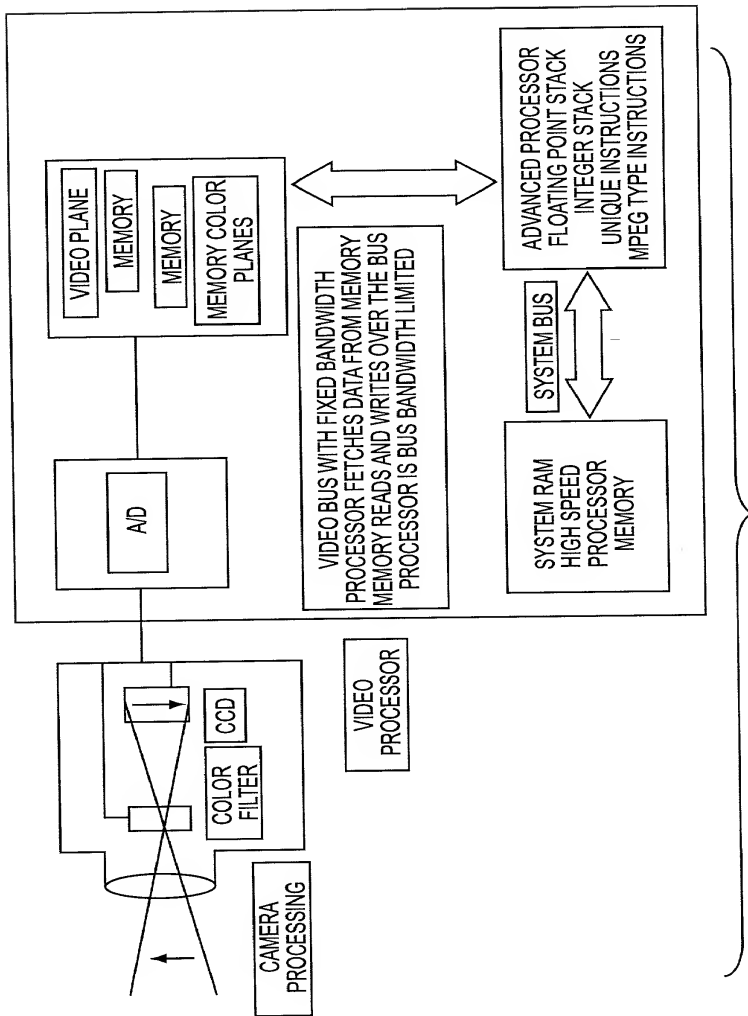 CAMERA
PROCESSING
COLOR
FILTER
CCD
VIDEO
PROCESSOR
A/D
VIDEO PLANE
MEMORY
MEMORY
MEMORY COLOR
PLANES
VIDEO BUS WITH FIXED BANDWIDTH
PROCESSOR FETCHES DATA FROM MEMORY
MEMORY READS AND WRITES OVER THE BUS
PROCESSOR IS BUS BANDWIDTH LIMITED
SYSTEM RAM
HIGH SPEED
PROCESSOR
MEMORY
SYSTEM BUS
ADVANCED PROCESSOR
FLOATING POINT STACK
INTEGER STACK
UNIQUE INSTRUCTIONS
MPEG TYPE INSTRUCTIONS